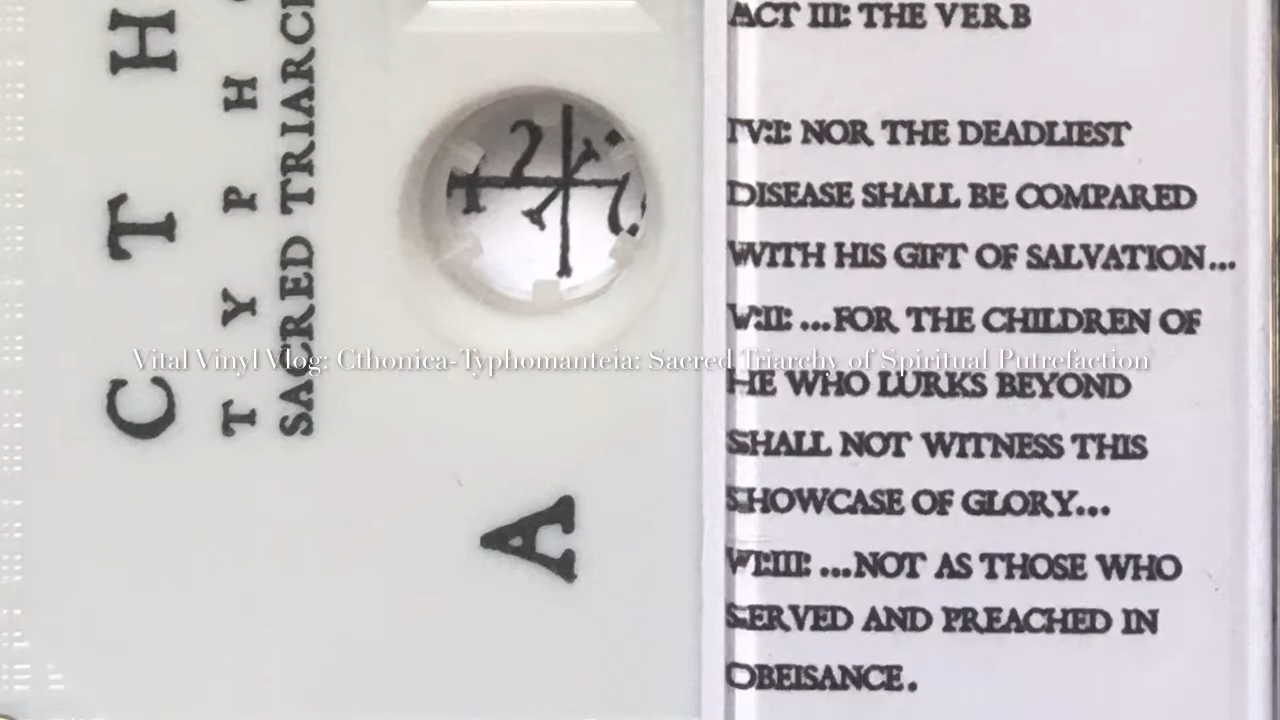 C T H
T Y P H
SACRED TRIARC
A
ACT III: THE VERB
IV:I: NOR THE DEADLIEST
DISEASE SHALL BE COMPARED
WITH HIS GIFT OF SALVATION...
V:II: ...FOR THE CHILDREN OF
HE WHO LURKS BEYOND
SHALL NOT WITNESS THIS
SHOWCASE OF GLORY...
VI:III: ...NOT AS THOSE WHO
SERVED AND PREACHED IN
OBEISANCE.
Vital Vinyl Vlog: Cthonica-Typhomanteia: Sacred Triarchy of Spiritual Putrefaction